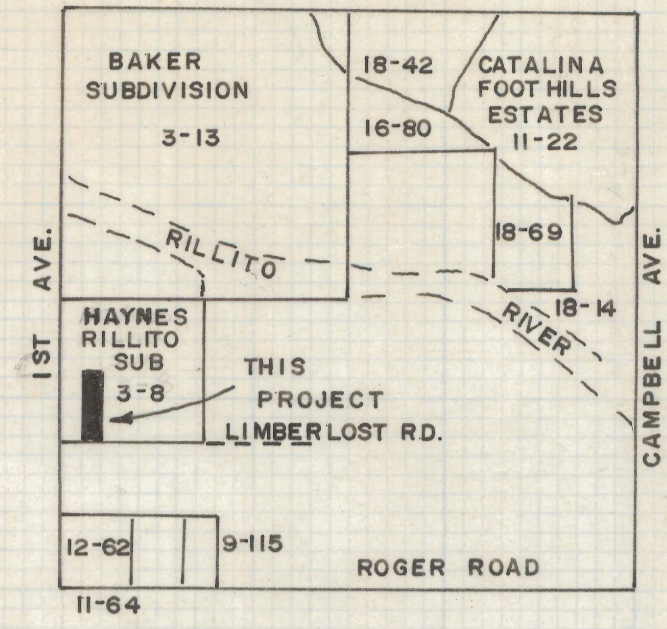 BAKER
SUBDIVISION
3-13
18-42
16-80
CATALINA
FOOT HILLS
ESTATES
11-22
18-69
18-14
RILLITO
RIVER
1ST AVE.
CAMPBELL AVE.
HAYNES
RILLITO
SUB
3-8
THIS
PROJECT
LIMBERLOST RD.
12-62
9-115
ROGER ROAD
11-64